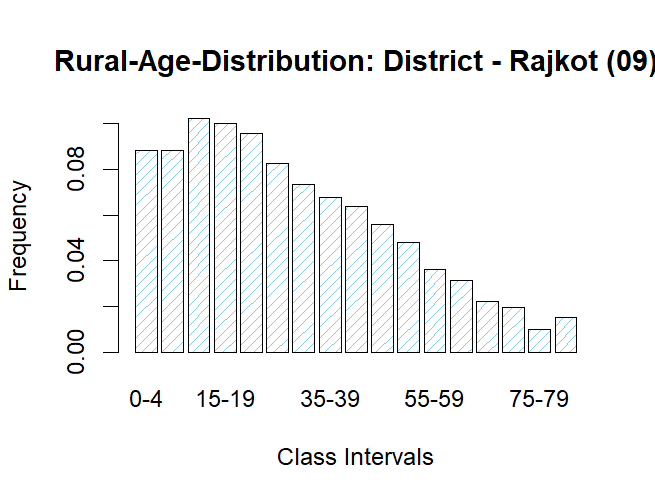 Rural-Age-Distribution: District - Rajkot (09)
Frequency
0.08
0.04
0.00
0-4 15-19 35-39 55-59 75-79
Class Intervals